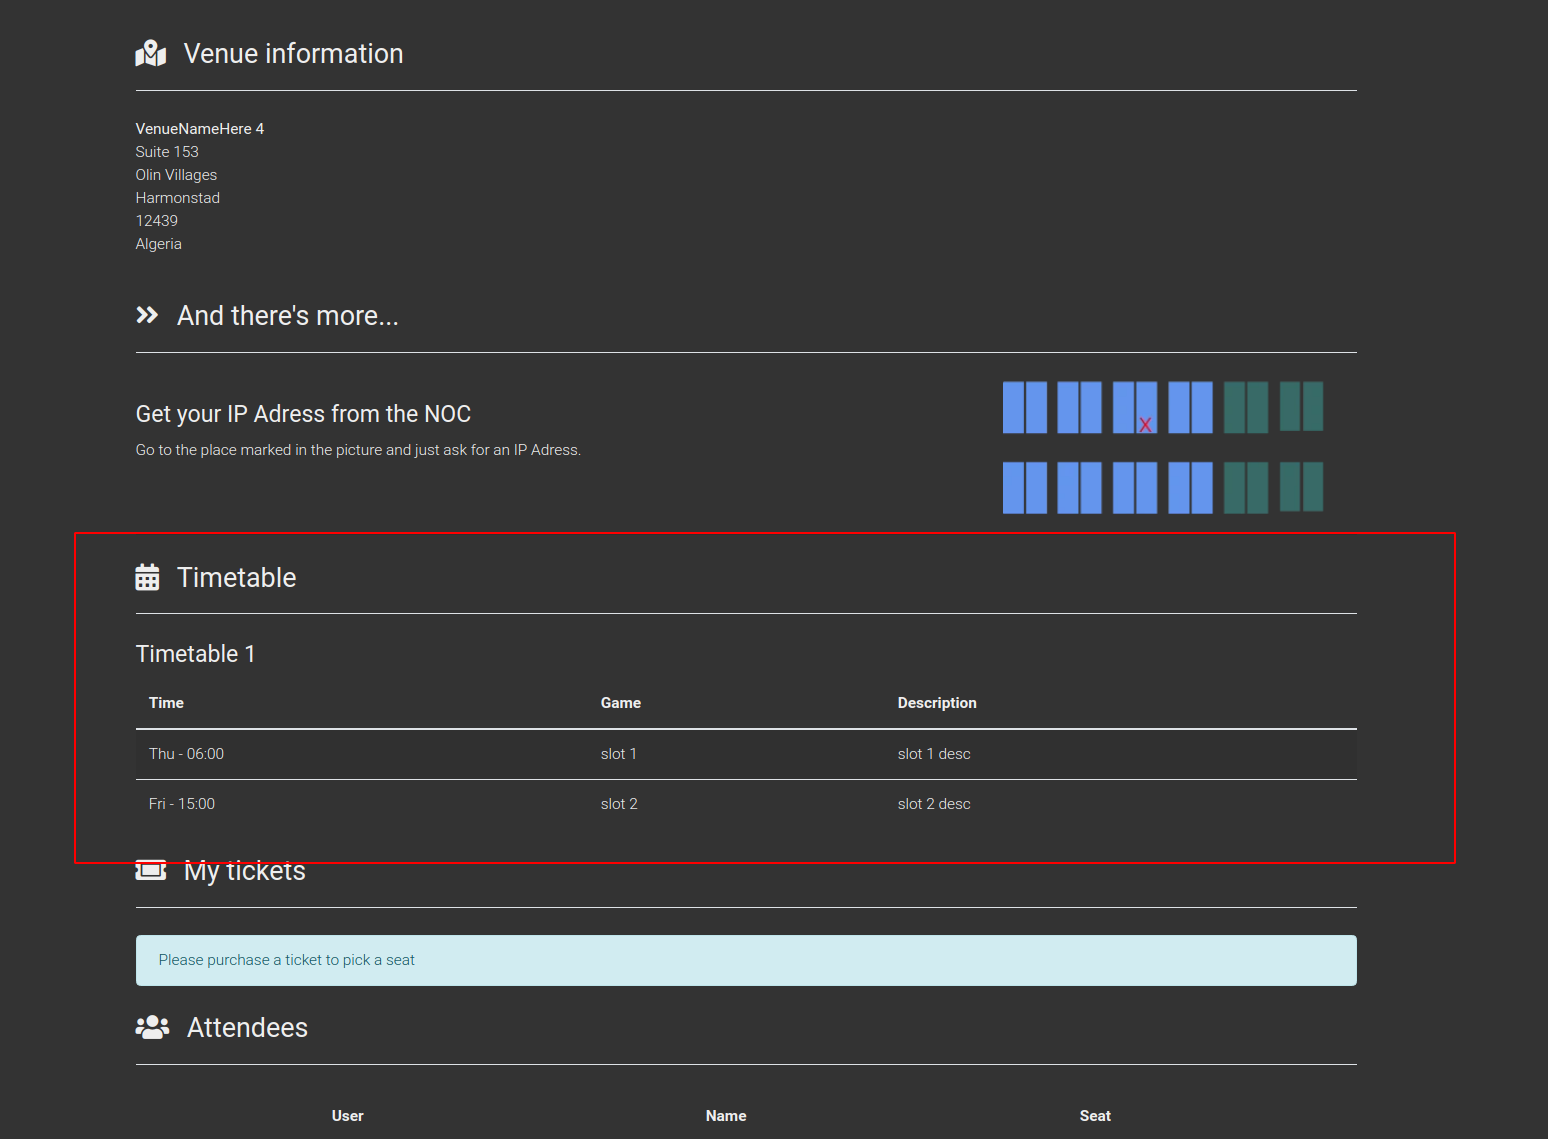 Venue information
VenueNameHere 4
Suite 153
Olin Villages
Harmonstad
12439
Algeria
And there's more...
Get your IP Adress from the NOC
Go to the place marked in the picture and just ask for an IP Adress.
X
Timetable
Timetable 1
Time Game Description
Thu - 06:00 slot 1 slot 1 desc
Fri - 15:00 slot 2 slot 2 desc
My tickets
Please purchase a ticket to pick a seat
Attendees
User Name Seat